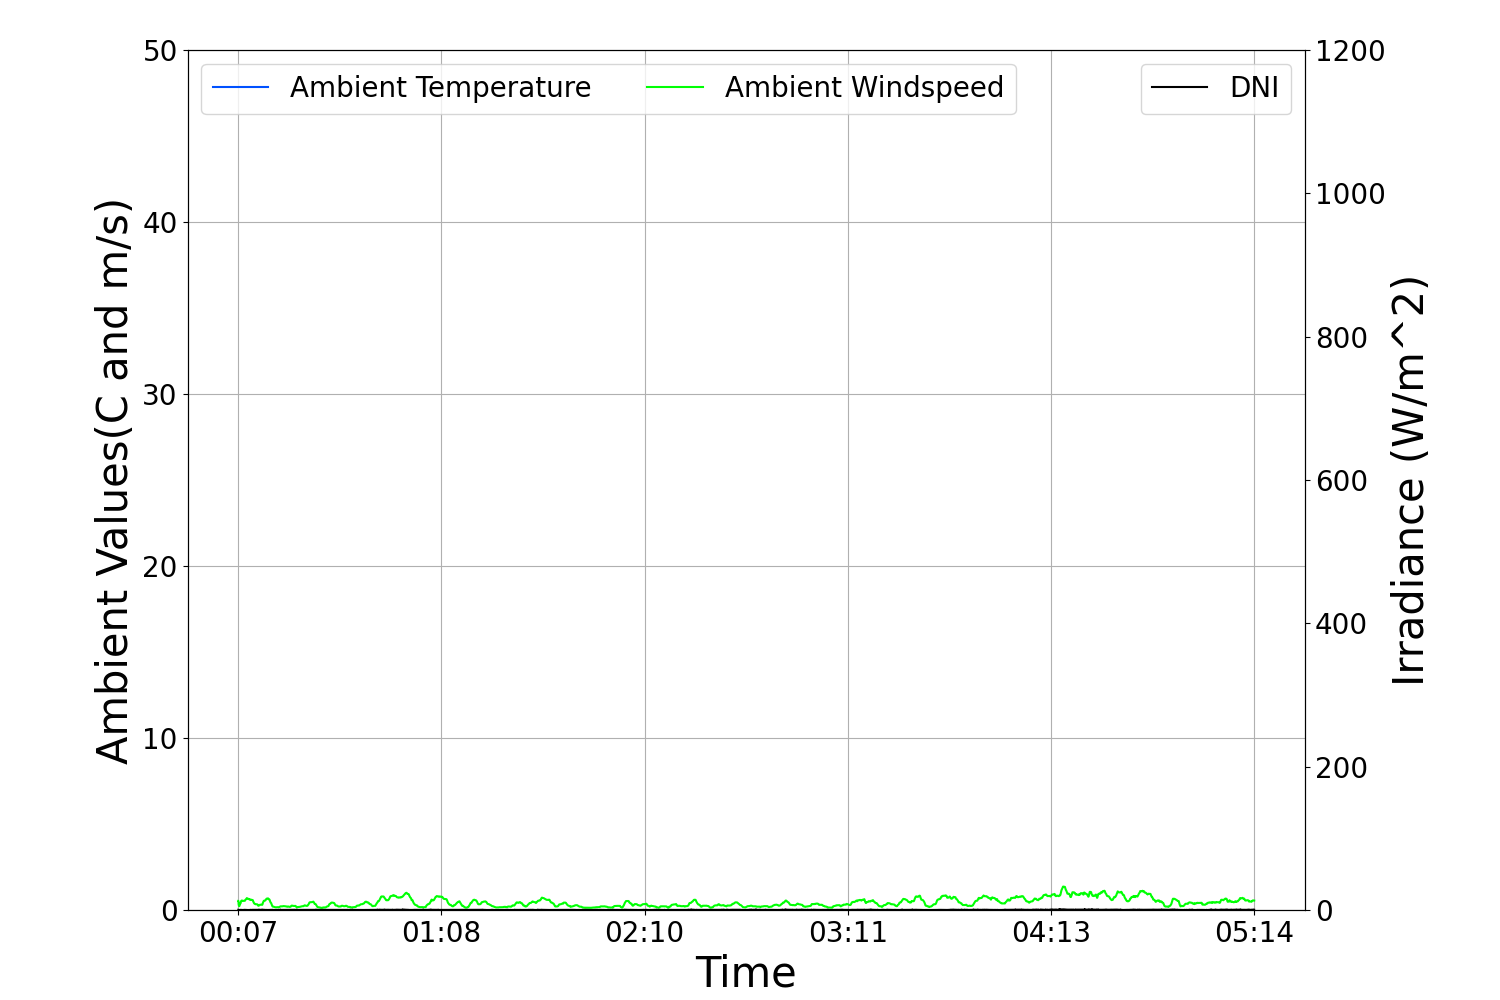 Ambient Temperature
Ambient Windspeed
DNI
Ambient Values(C and m/s)
50
40
30
20
10
0
1200
1000
800
600
400
200
0
Irradiance (W/m^2)
00:07 01:08 02:10 03:11 04:13 05:14
Time